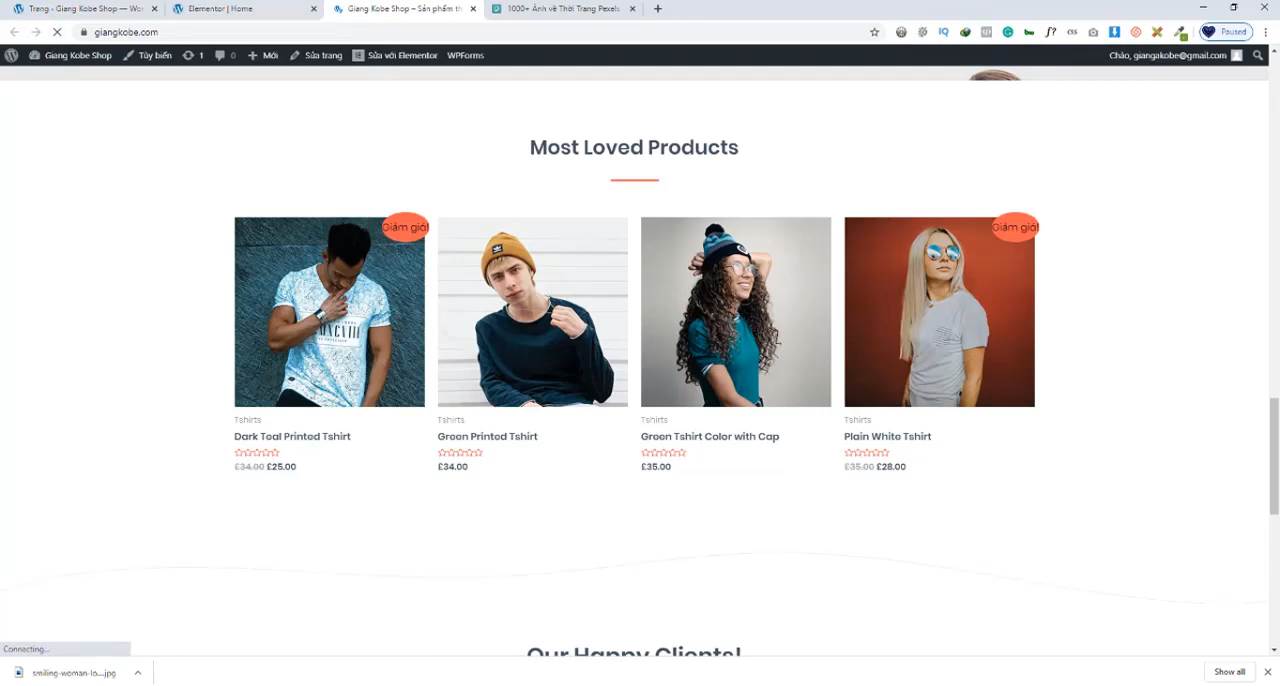 Trang ‹ Giang Kobe Shop — Wo
Elementor | Home
Giang Kobe Shop – Sản phẩm th
1000+ Ảnh về Thời Trang Pexels
giangkobe.com
IQ
f?
CSS
Paused
Giang Kobe Shop
Tùy biến
1
0
Mới
Sửa trang
Sửa với Elementor
WPForms
Chào, giangakobe@gmail.com
Most Loved Products
Giảm giá!
Giảm giá!
Tshirts
Tshirts
Tshirts
Tshirts
Dark Teal Printed Tshirt
Green Printed Tshirt
Green Tshirt Color with Cap
Plain White Tshirt
£34.00 £25.00
£34.00
£35.00
£35.00 £28.00
Our Happy Clients!
Connecting...
smiling-woman-lo....jpg
Show all